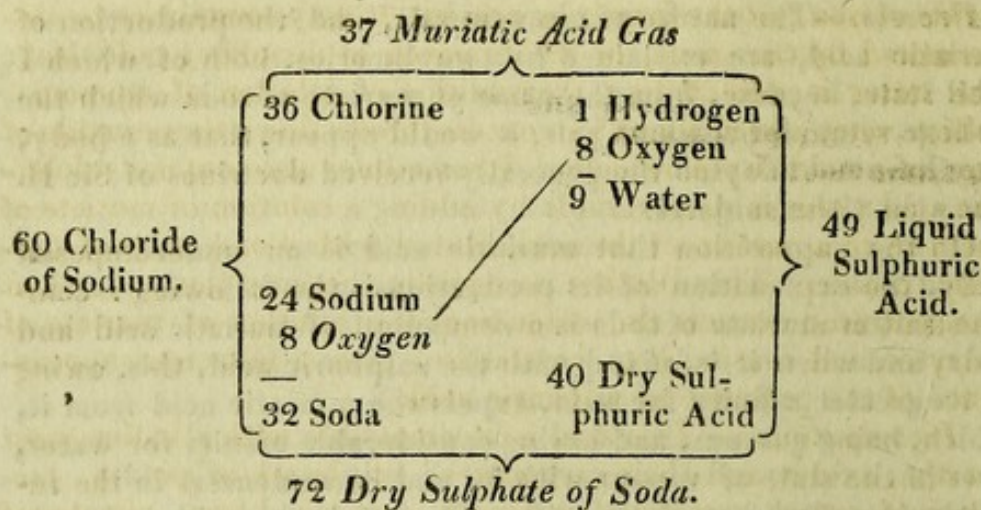 37 Muriatic Acid Gas
36 Chlorine
1 Hydrogen
8 Oxygen
9 Water
60 Chloride
of Sodium.
49 Liquid
Sulphuric
Acid.
24 Sodium
8 Oxygen
—
32 Soda
40 Dry Sul-
phuric Acid
72 Dry Sulphate of Soda.